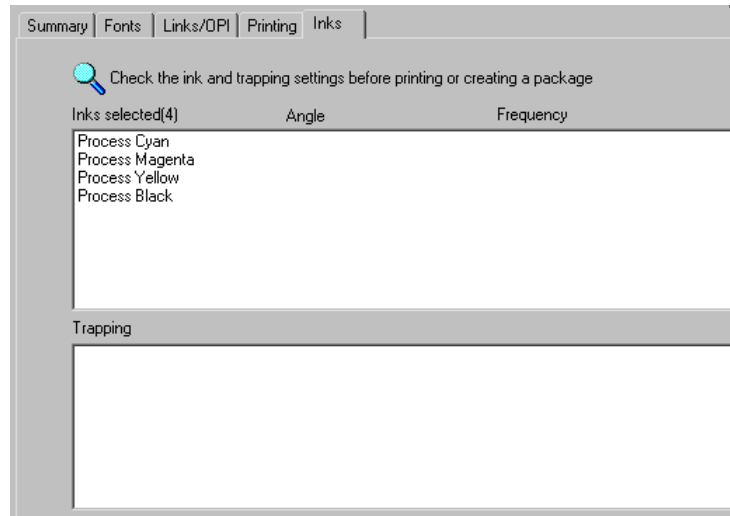 Summary Fonts Links/OPI Printing Inks
Check the ink and trapping settings before printing or creating a package
Inks selected(4) Angle Frequency
Process Cyan
Process Magenta
Process Yellow
Process Black
Trapping